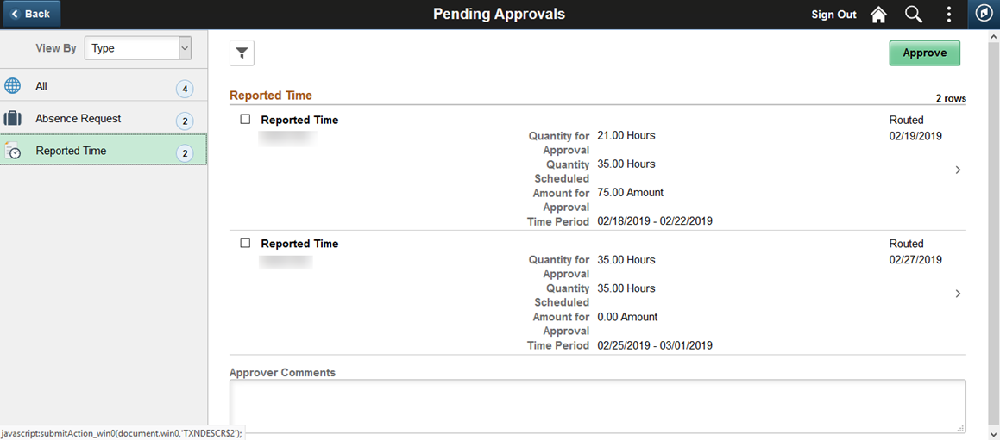 Back
Pending Approvals
Sign Out
View By Type
All 4
Absence Request 2
Reported Time 2
Approve
Reported Time
2 rows
Reported Time
Routed
02/19/2019
Quantity for Approval 21.00 Hours
Quantity Scheduled 35.00 Hours
Amount for Approval 75.00 Amount
Time Period 02/18/2019 - 02/22/2019
Reported Time
Routed
02/27/2019
Quantity for Approval 35.00 Hours
Quantity Scheduled 35.00 Hours
Amount for Approval 0.00 Amount
Time Period 02/25/2019 - 03/01/2019
Approver Comments
javascript:submitAction_win0(document.win0,'TXNDESCR$2');